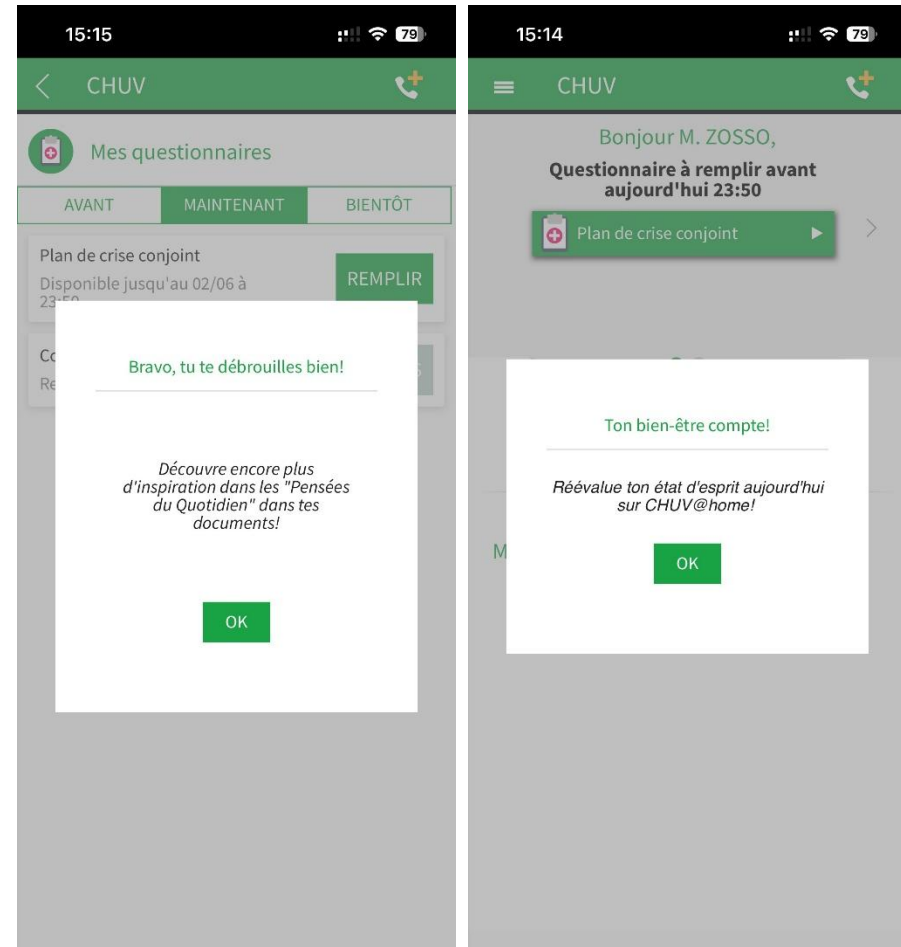 15:15
79
CHUV
Mes questionnaires
AVANT
MAINTENANT
BIENTÔT
Plan de crise conjoint
Disponible jusqu'au 02/06 à
23:50
REMPLIR
Bravo, tu te débrouilles bien!
Découvre encore plus
d'inspiration dans les "Pensées
du Quotidien" dans tes
documents!
OK
15:14
79
CHUV
Bonjour M. ZOSSO,
Questionnaire à remplir avant
aujourd'hui 23:50
Plan de crise conjoint
Ton bien-être compte!
Réévalue ton état d'esprit aujourd'hui
sur CHUV@home!
M
OK